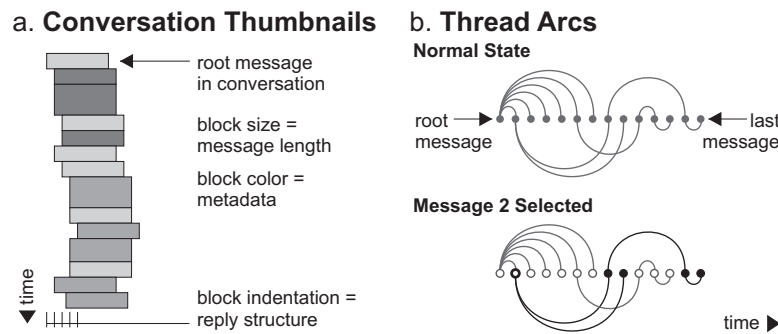 a. Conversation Thumbnails
root message
in conversation
block size =
message length
block color =
metadata
block indentation =
reply structure
time
b. Thread Arcs
Normal State
root
message
last
message
Message 2 Selected
time